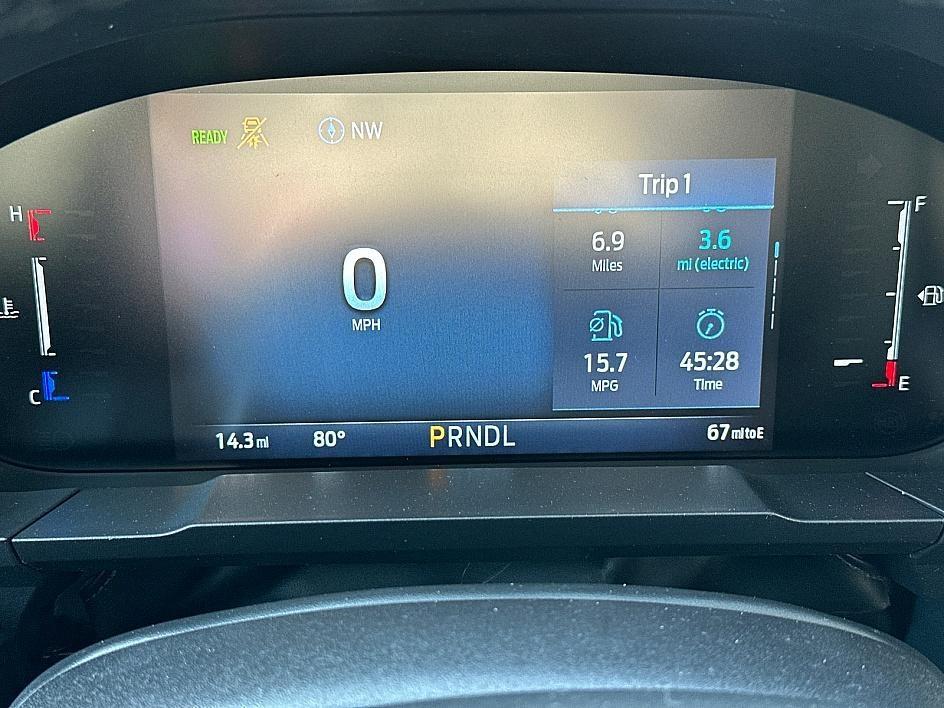 READY NW
Trip 1
H
F
6.9
Miles
3.6
mi (electric)
0
MPH
15.7
MPG
45:28
Time
C
E
14.3 mi 80° PRNDL 67 mi to E